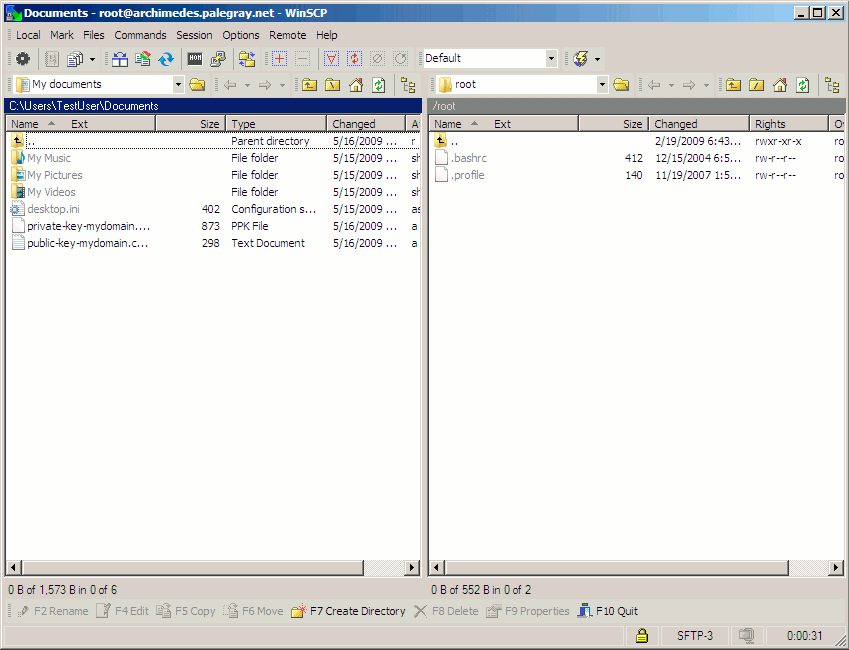 Documents - root@archimedes.palegray.net - WinSCP
Local Mark Files Commands Session Options Remote Help
Default
My documents root
C:\Users\TestUser\Documents /root
Name Ext Size Type Changed A Name Ext Size Changed Rights O
.. Parent directory 5/16/2009 ... r .. 2/19/2009 6:43... rwxr-xr-x ro
My Music File folder 5/15/2009 ... sh .bashrc 412 12/15/2004 6:5... rw-r--r-- ro
My Pictures File folder 5/15/2009 ... sh .profile 140 11/19/2007 1:5... rw-r--r-- ro
My Videos File folder 5/15/2009 ... sh
desktop.ini 402 Configuration s... 5/15/2009 ... as
private-key-mydomain.... 873 PPK File 5/16/2009 ... a
public-key-mydomain.c... 298 Text Document 5/16/2009 ... a
0 B of 1,573 B in 0 of 6 0 B of 552 B in 0 of 2
F2 Rename F4 Edit F5 Copy F6 Move F7 Create Directory F8 Delete F9 Properties F10 Quit
SFTP-3 0:00:31